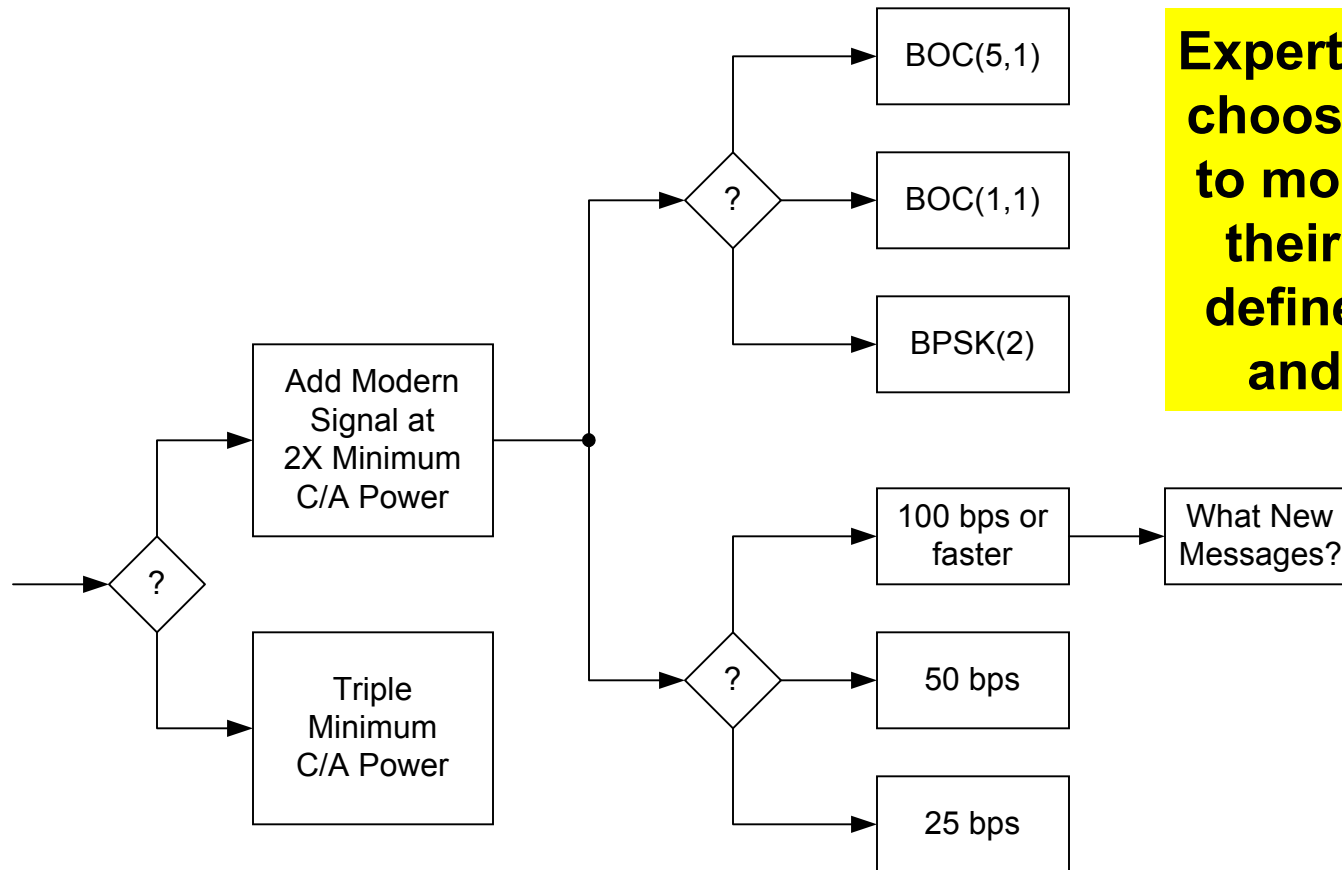 BOC(5,1)
?
BOC(1,1)
BPSK(2)
Expert
choos
to mo
their
define
and
Add Modern
Signal at
2X Minimum
C/A Power
?
Triple
Minimum
C/A Power
100 bps or
faster
What New
Messages?
?
50 bps
25 bps